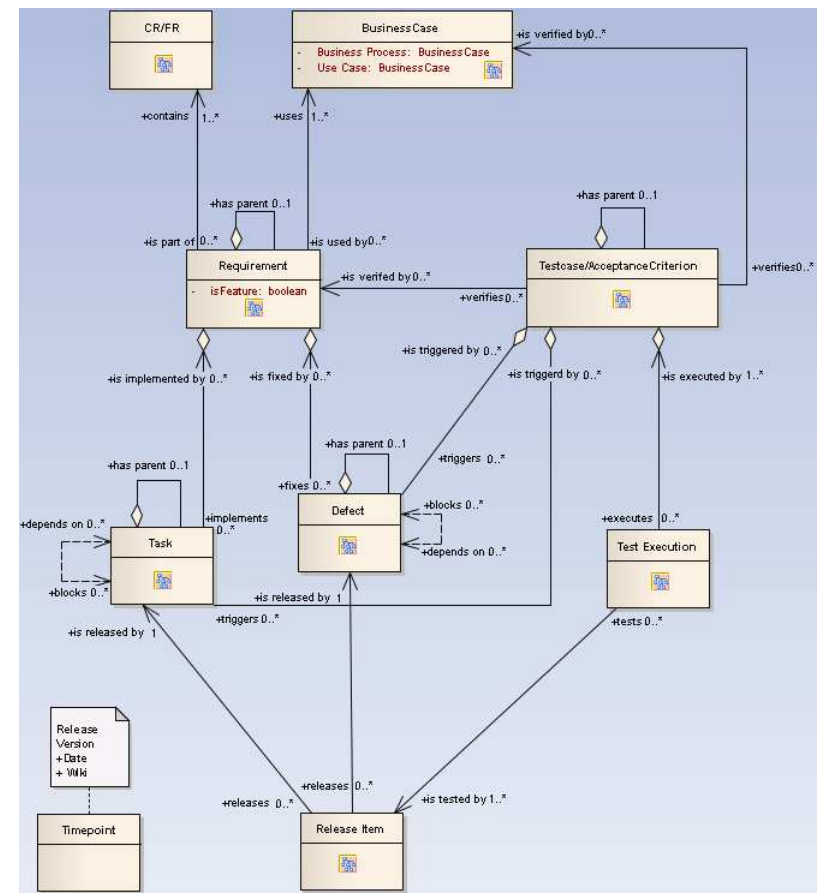 CR/FR
BusinessCase
- Business Process: BusinessCase
- Use Case: BusinessCase
+is verified by0..*
+contains 1..*
+uses 1..*
+has parent 0..1
+has parent 0..1
+is part of 0..*
+is used by0..*
Requirement
- isFeature: boolean
Testcase/AcceptanceCriterion
+is verifed by0..*
+verifies0..*
+verifies0..*
+is triggered by 0..*
+is implemented by 0..*
+is fixed by 0..*
+is triggerd by 0..*
+is executed by 1..*
+has parent 0..1
+has parent 0..1
+triggers 0..*
+fixes 0..*
+implements
0..*
+depends on 0..*
Task
+blocks 0..*
Defect
+blocks 0..*
+depends on 0..*
+executes 0..*
Test Execution
+is released by 1
+is released by 1
+triggers 0..*
+tests 0..*
Release
Version
+Date
+ Wiki
Timepoint
+releases 0..*
+releases 0..*
+is tested by 1..*
Release Item